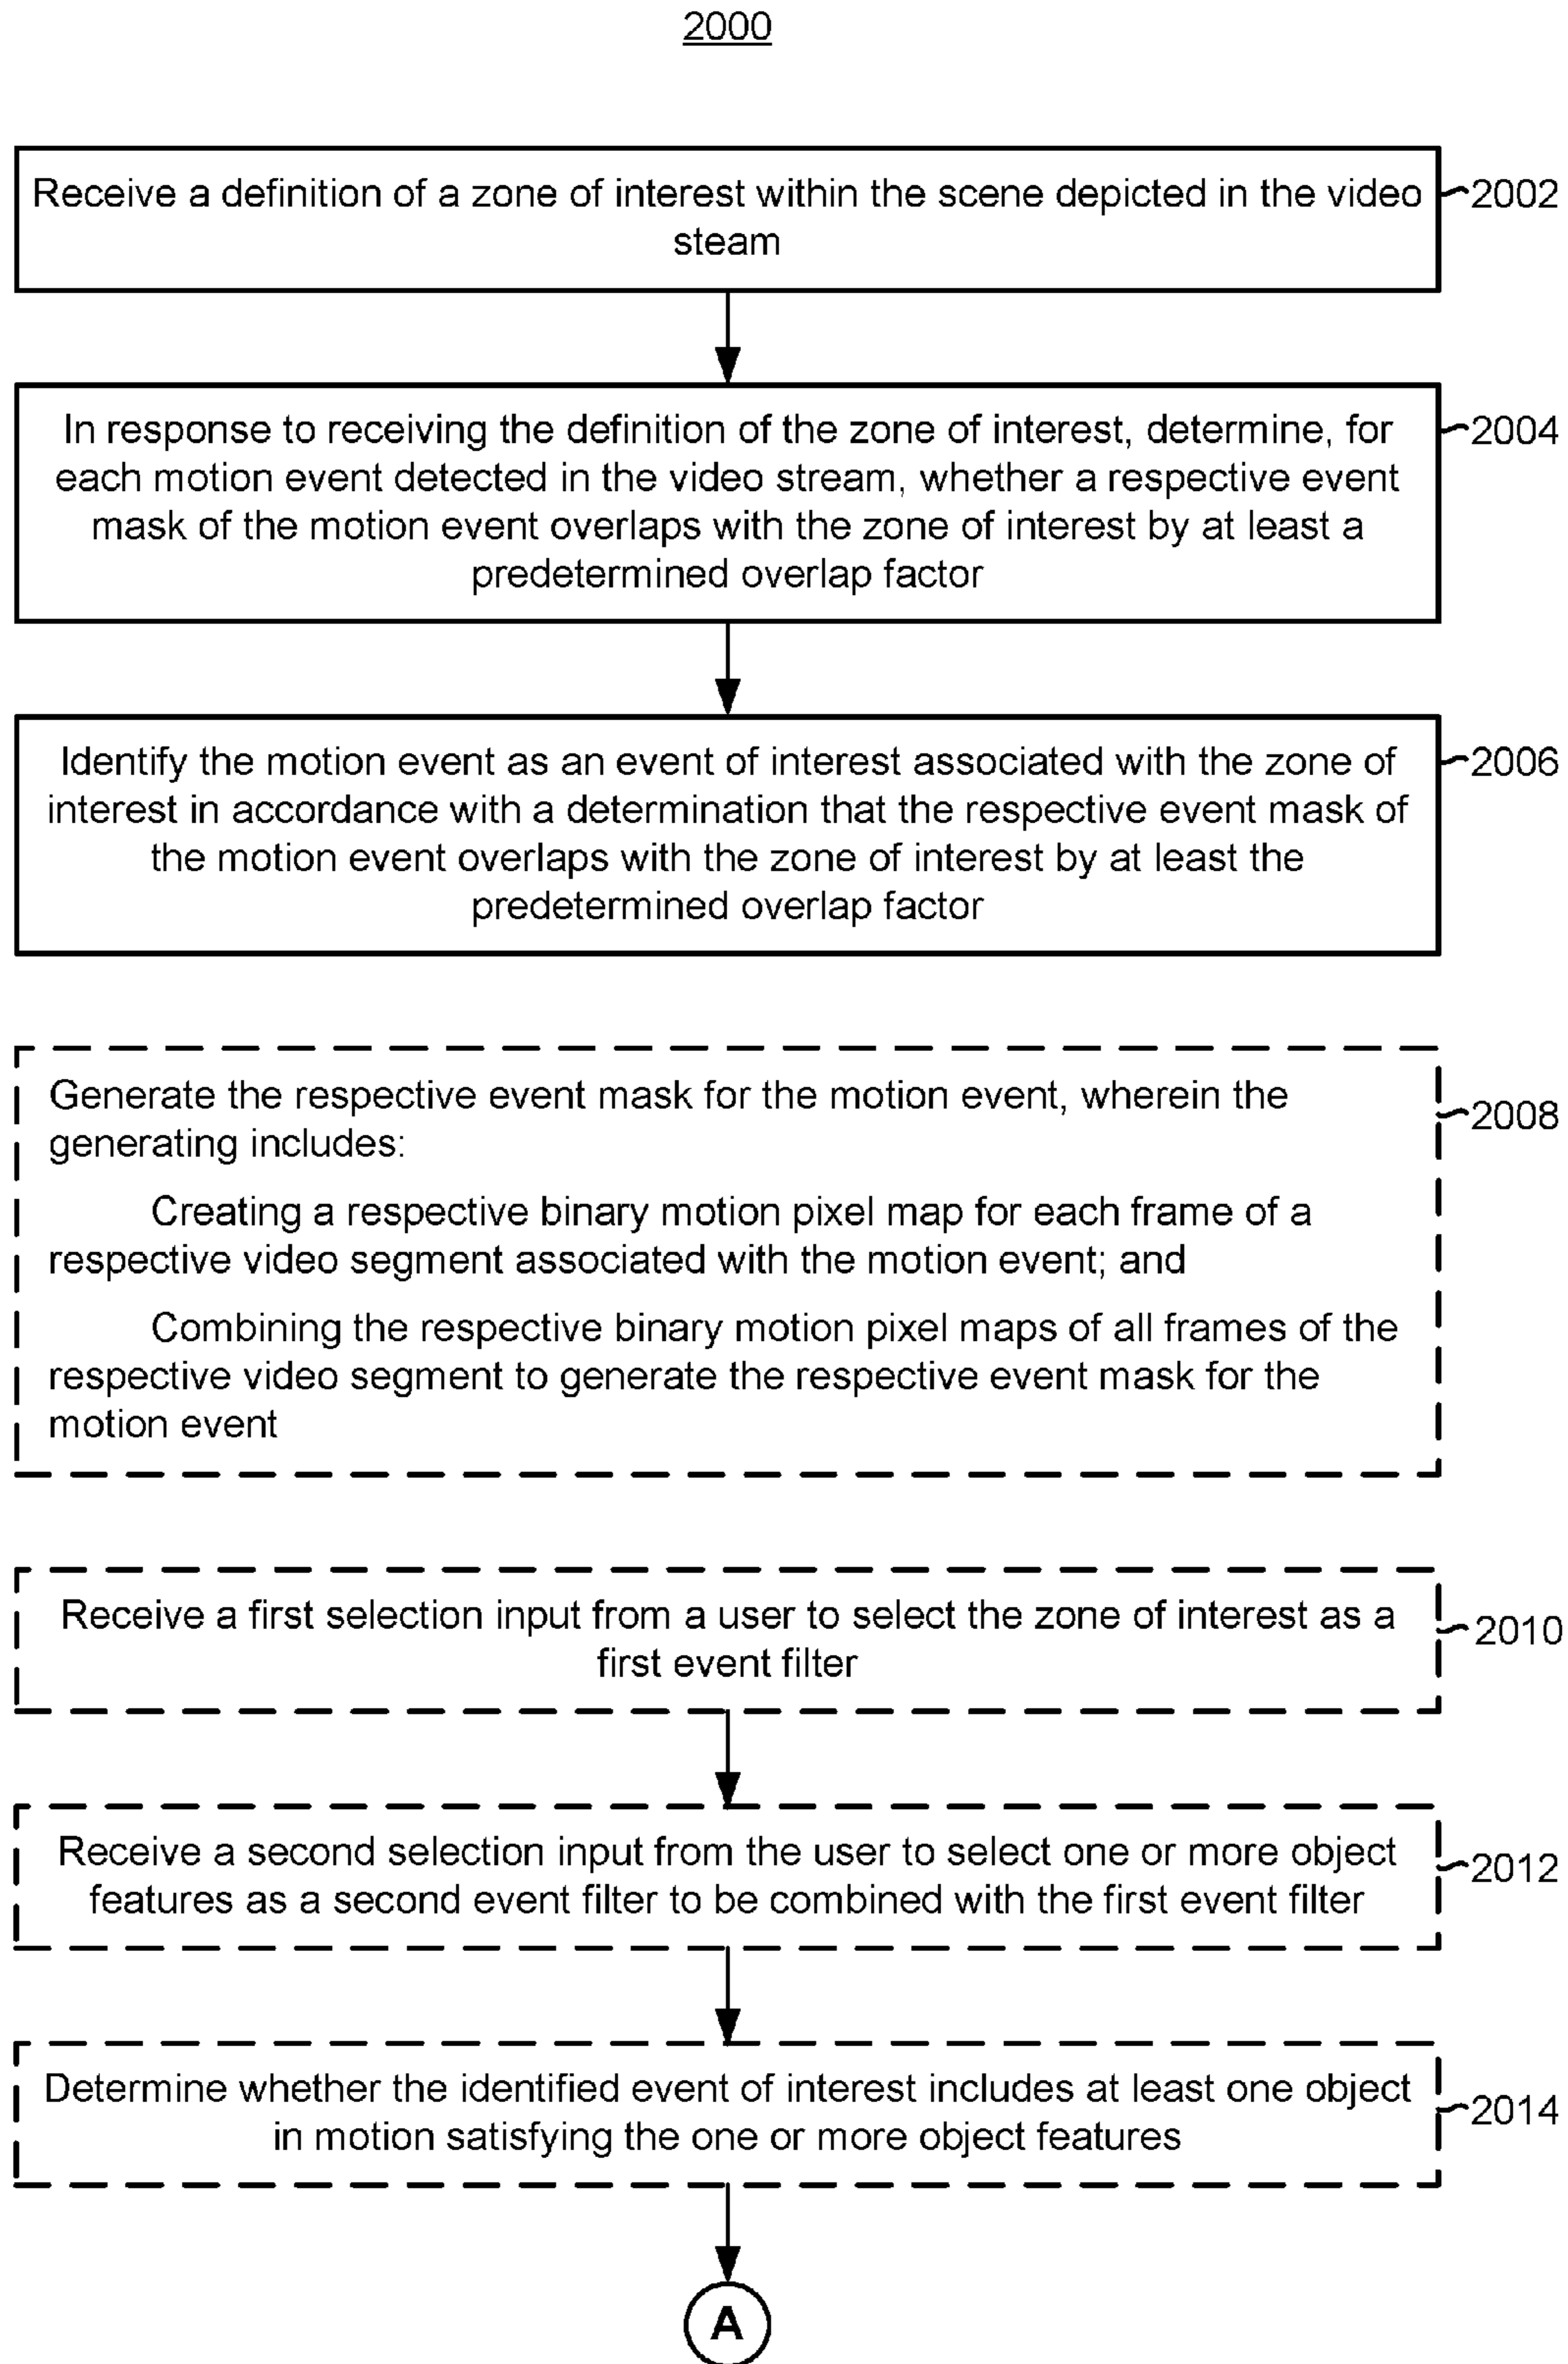 2000
Receive a definition of a zone of interest within the scene depicted in the video
steam
2002
In response to receiving the definition of the zone of interest, determine, for
each motion event detected in the video stream, whether a respective event
mask of the motion event overlaps with the zone of interest by at least a
predetermined overlap factor
2004
Identify the motion event as an event of interest associated with the zone of
interest in accordance with a determination that the respective event mask of
the motion event overlaps with the zone of interest by at least the
predetermined overlap factor
2006
Generate the respective event mask for the motion event, wherein the
generating includes:
Creating a respective binary motion pixel map for each frame of a
respective video segment associated with the motion event; and
Combining the respective binary motion pixel maps of all frames of the
respective video segment to generate the respective event mask for the
motion event
2008
Receive a first selection input from a user to select the zone of interest as a
first event filter
2010
Receive a second selection input from the user to select one or more object
features as a second event filter to be combined with the first event filter
2012
Determine whether the identified event of interest includes at least one object
in motion satisfying the one or more object features
2014
A